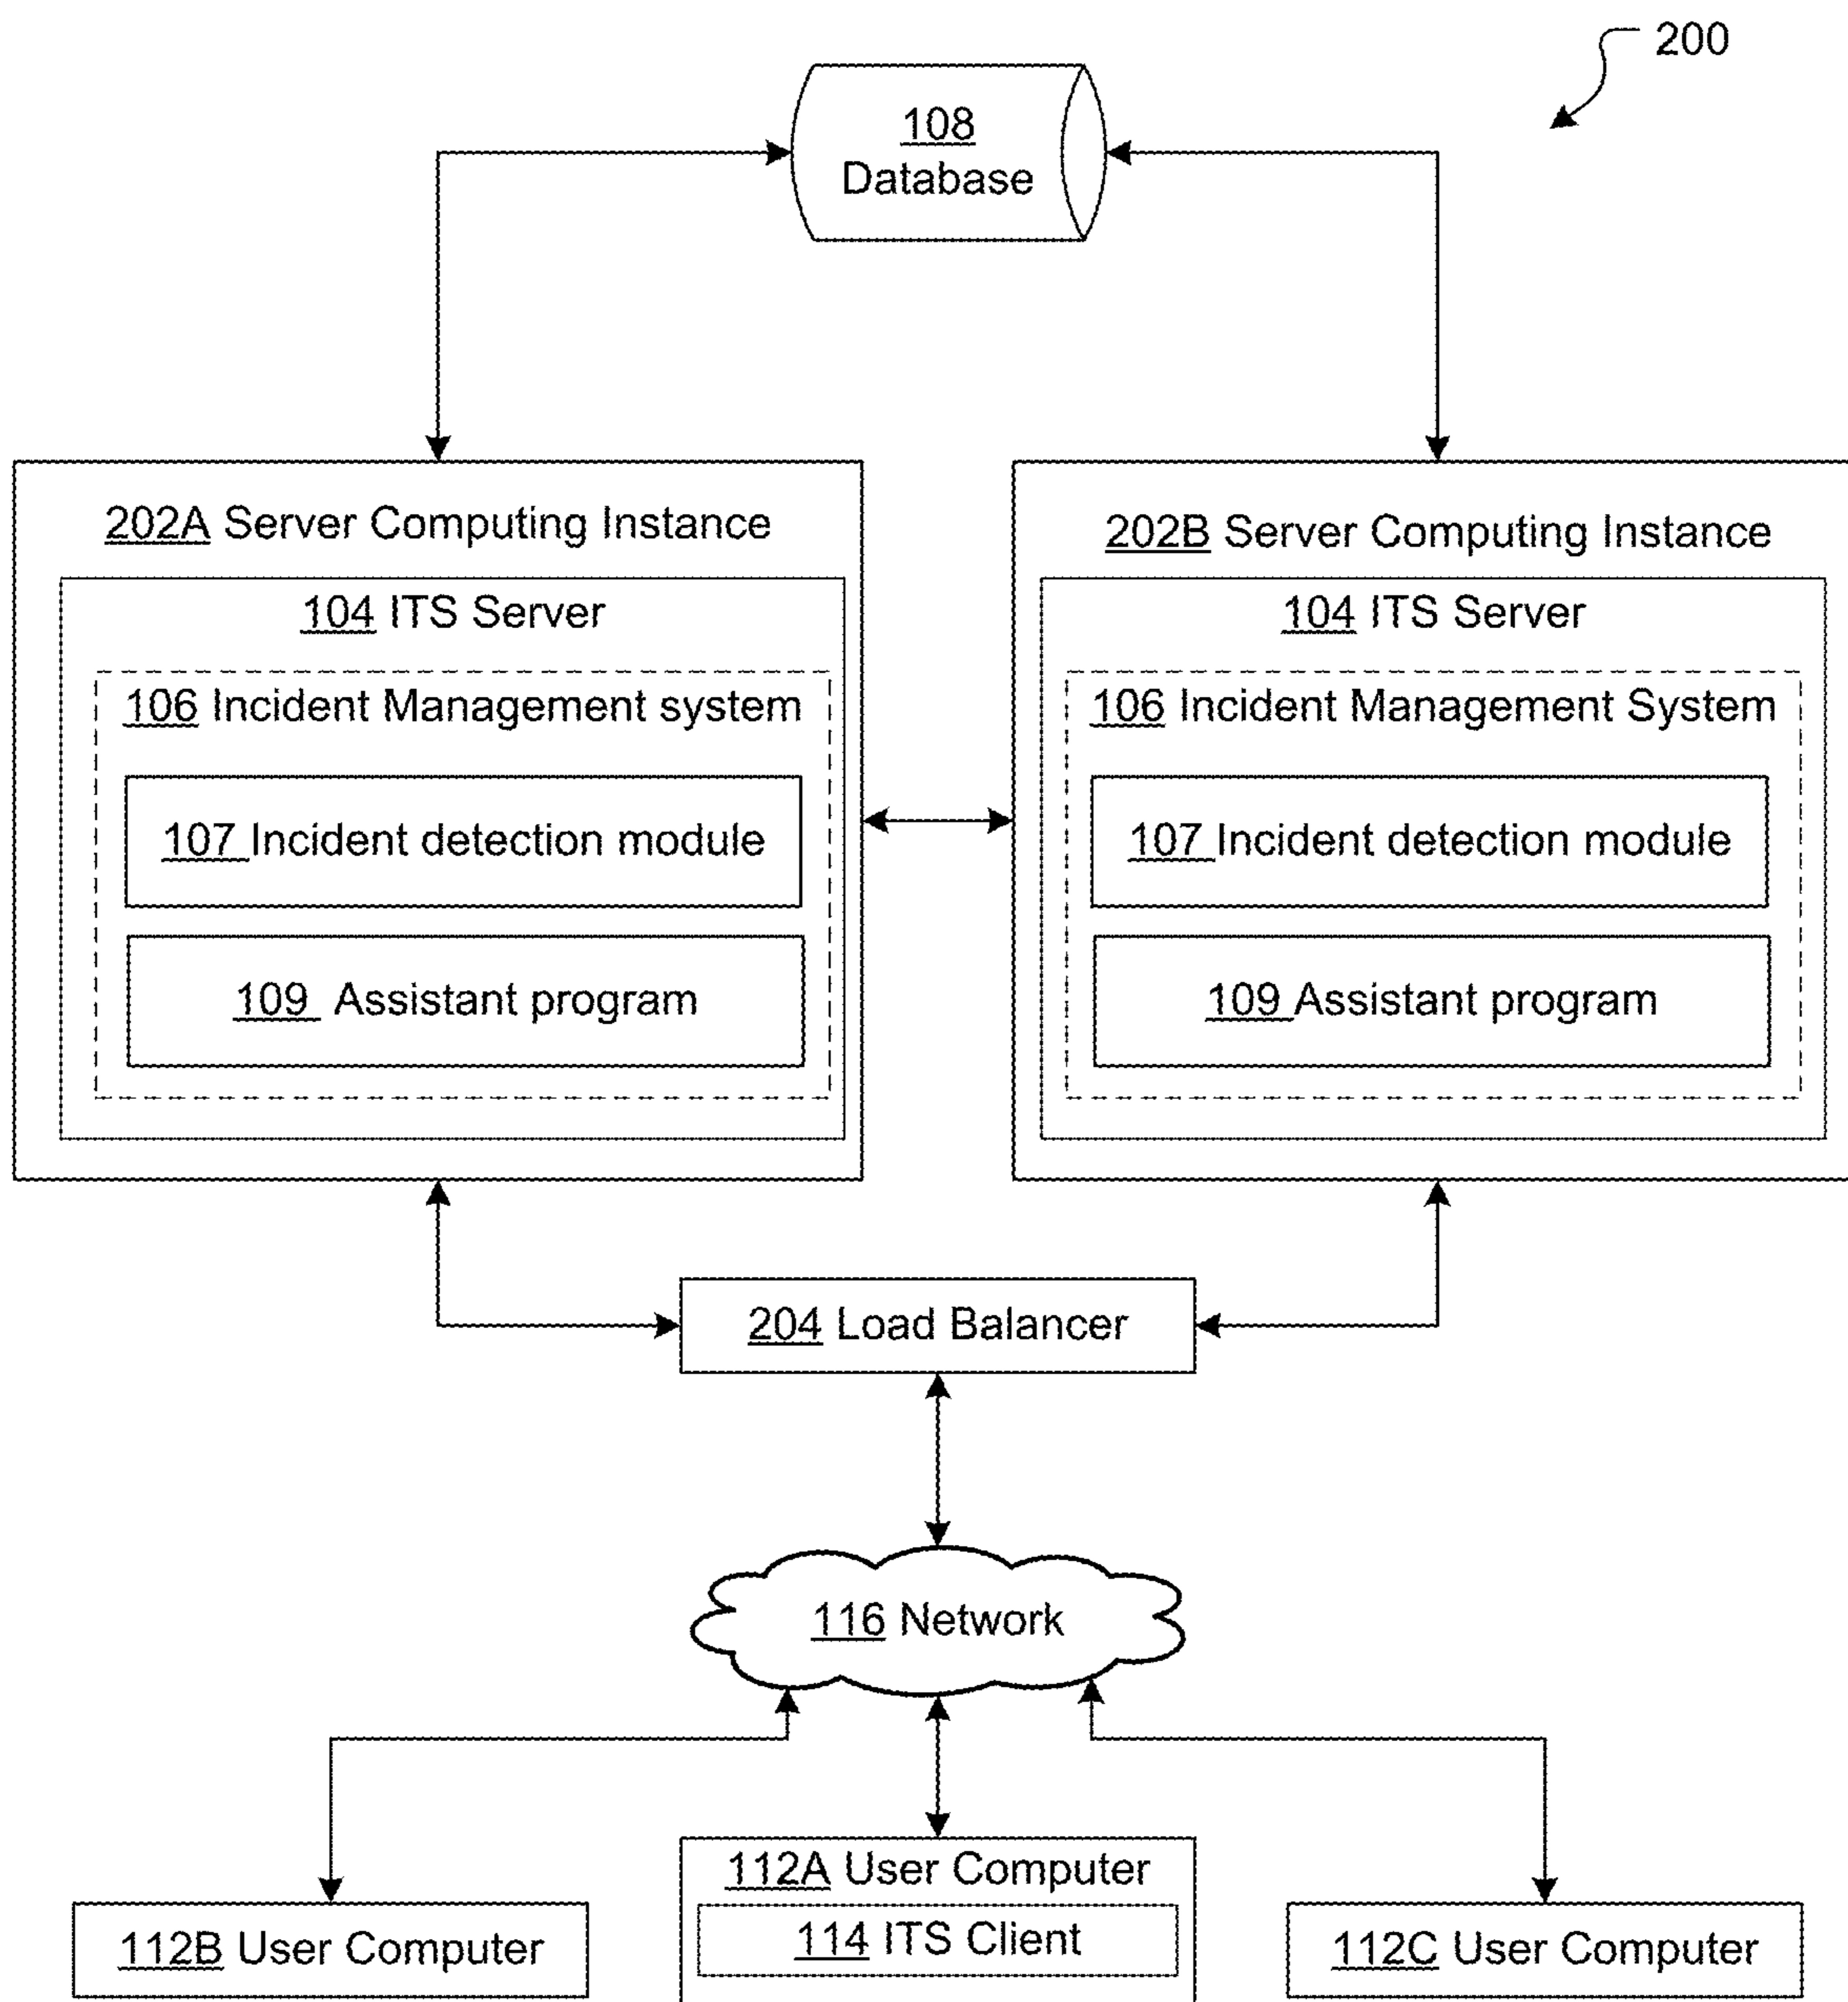 200
108
Database
202A Server Computing Instance
104 ITS Server
106 Incident Management system
107 Incident detection module
109 Assistant program
202B Server Computing Instance
104 ITS Server
106 Incident Management System
107 Incident detection module
109 Assistant program
204 Load Balancer
116 Network
112A User Computer
114 ITS Client
112B User Computer
112C User Computer